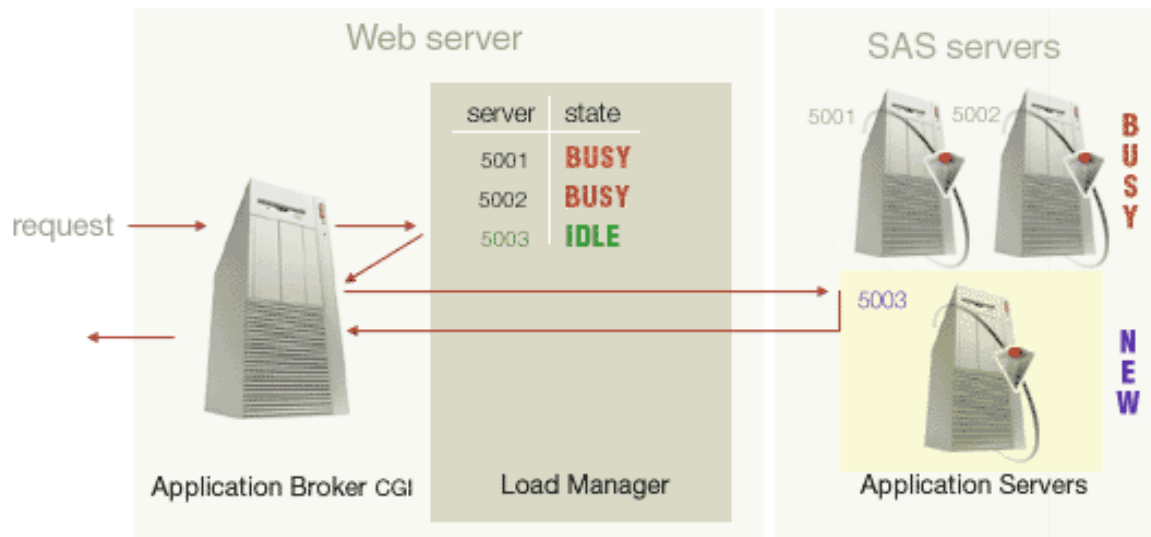 Web server
SAS servers
server state
5001 BUSY
5002 BUSY
5003 IDLE
request
5001
5002
BUSY
5003
NEW
Application Broker CGI
Load Manager
Application Servers